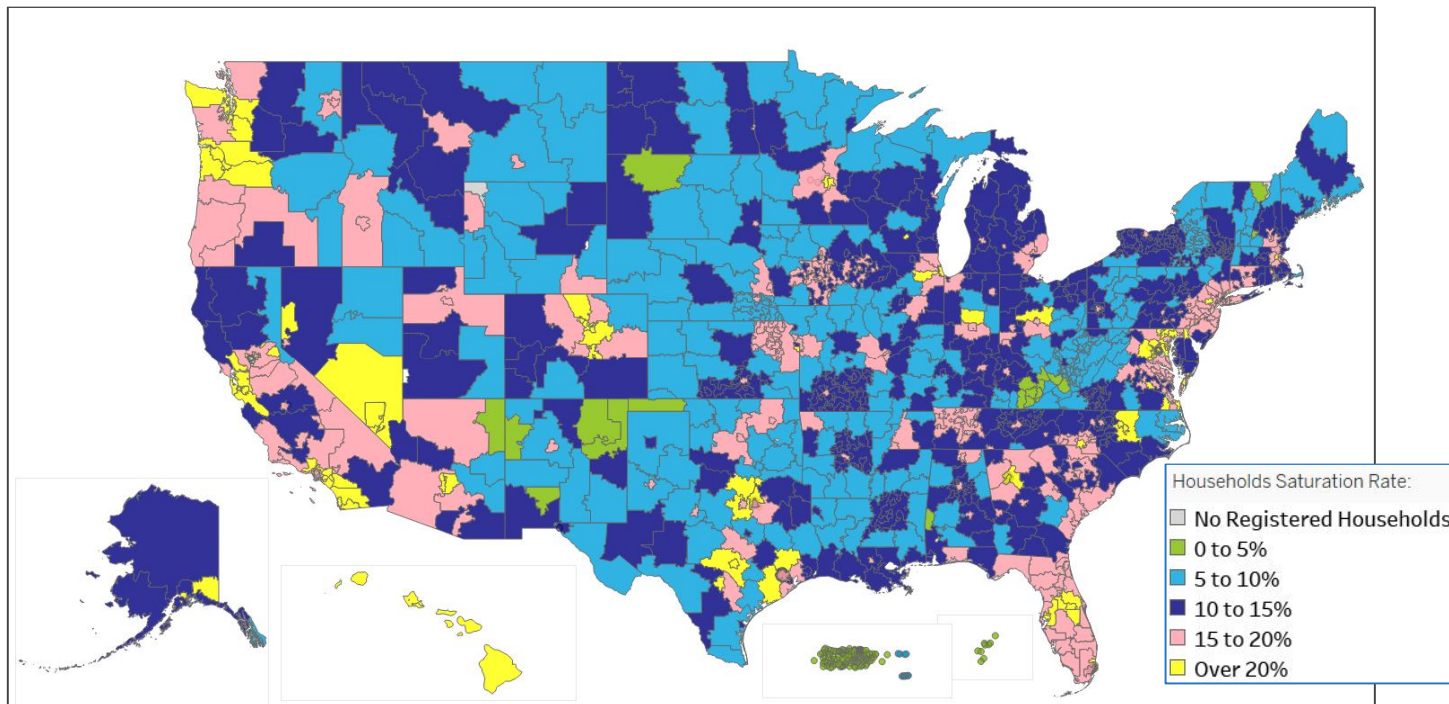 Households Saturation Rate:
No Registered Households
0 to 5%
5 to 10%
10 to 15%
15 to 20%
Over 20%